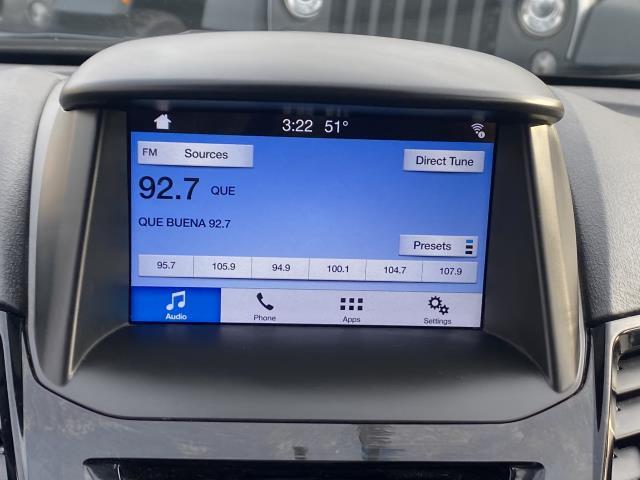 3:22 51°
FM Sources
Direct Tune
92.7 QUE
QUE BUENA 92.7
Presets
95.7 105.9 94.9 100.1 104.7 107.9
Audio Phone Apps Settings